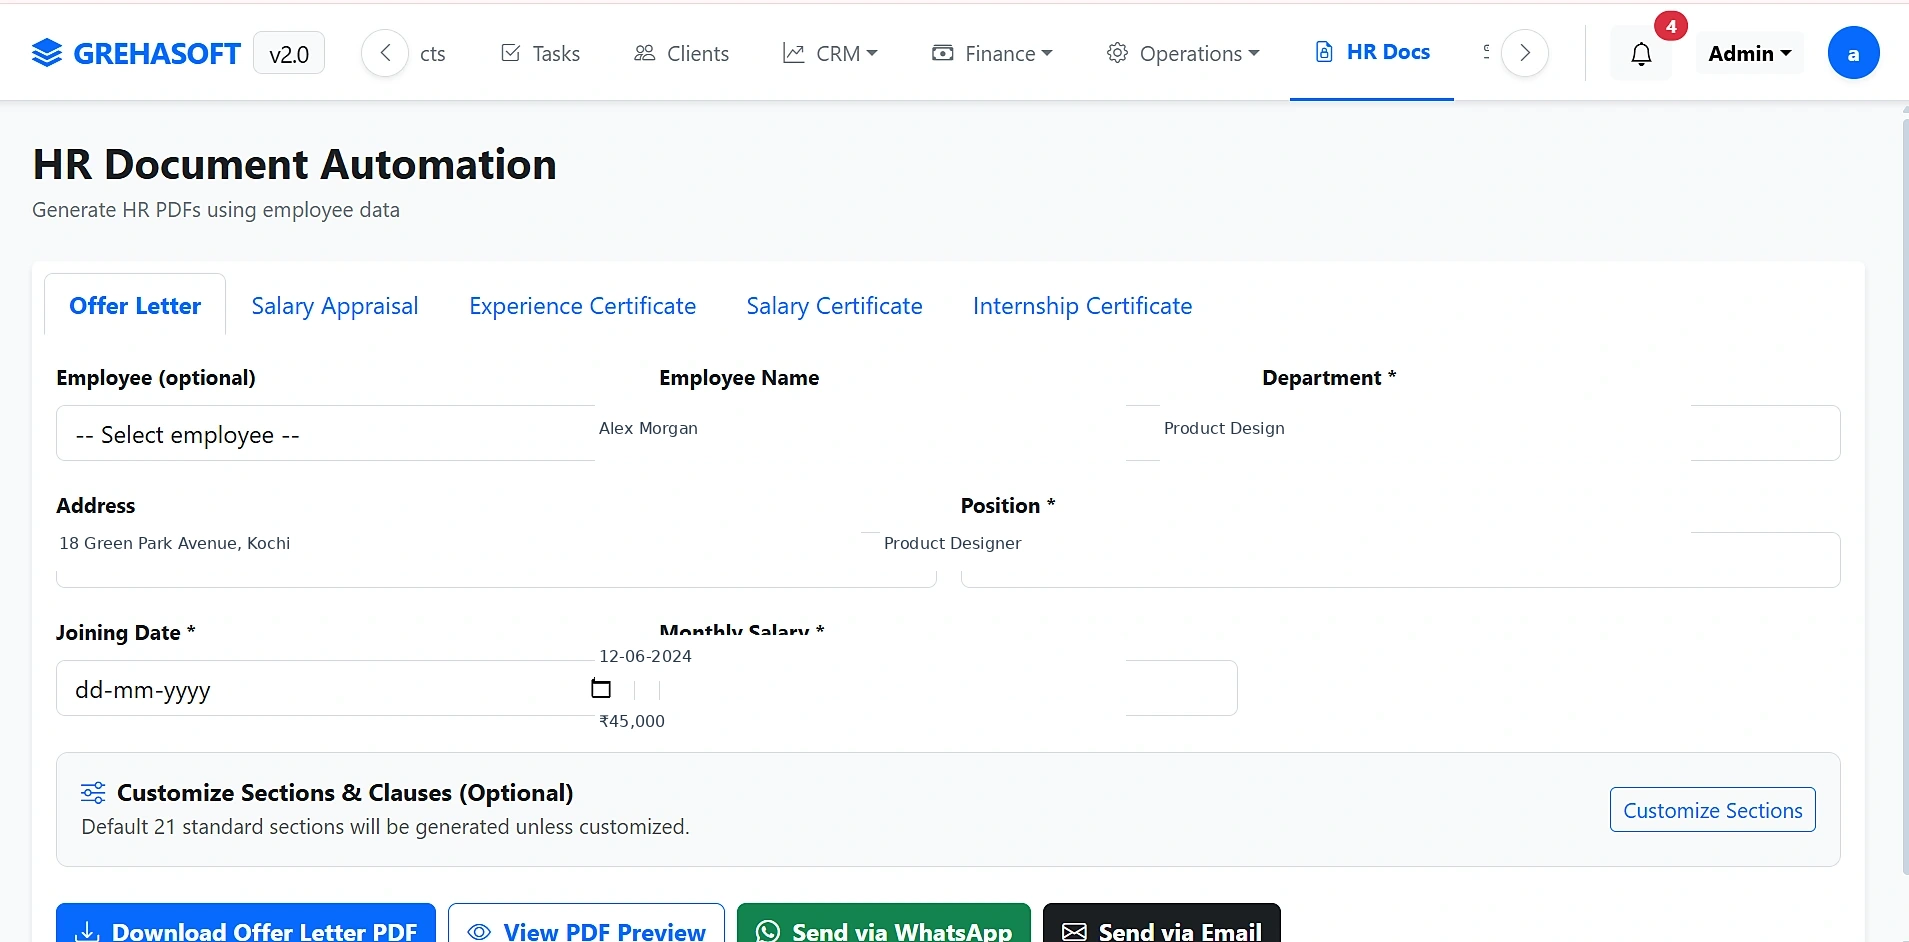 GREHASOFT v2.0 cts Tasks Clients CRM Finance Operations HR Docs 4 Admin a
HR Document Automation
Generate HR PDFs using employee data
Offer Letter Salary Appraisal Experience Certificate Salary Certificate Internship Certificate
Employee (optional) Employee Name Department *
-- Select employee -- Alex Morgan Product Design
Address Position *
18 Green Park Avenue, Kochi Product Designer
Joining Date * Monthly Salary *
12-06-2024
dd-mm-yyyy
₹45,000
Customize Sections & Clauses (Optional)
Default 21 standard sections will be generated unless customized.
Customize Sections
Download Offer Letter PDF View PDF Preview Send via WhatsApp Send via Email